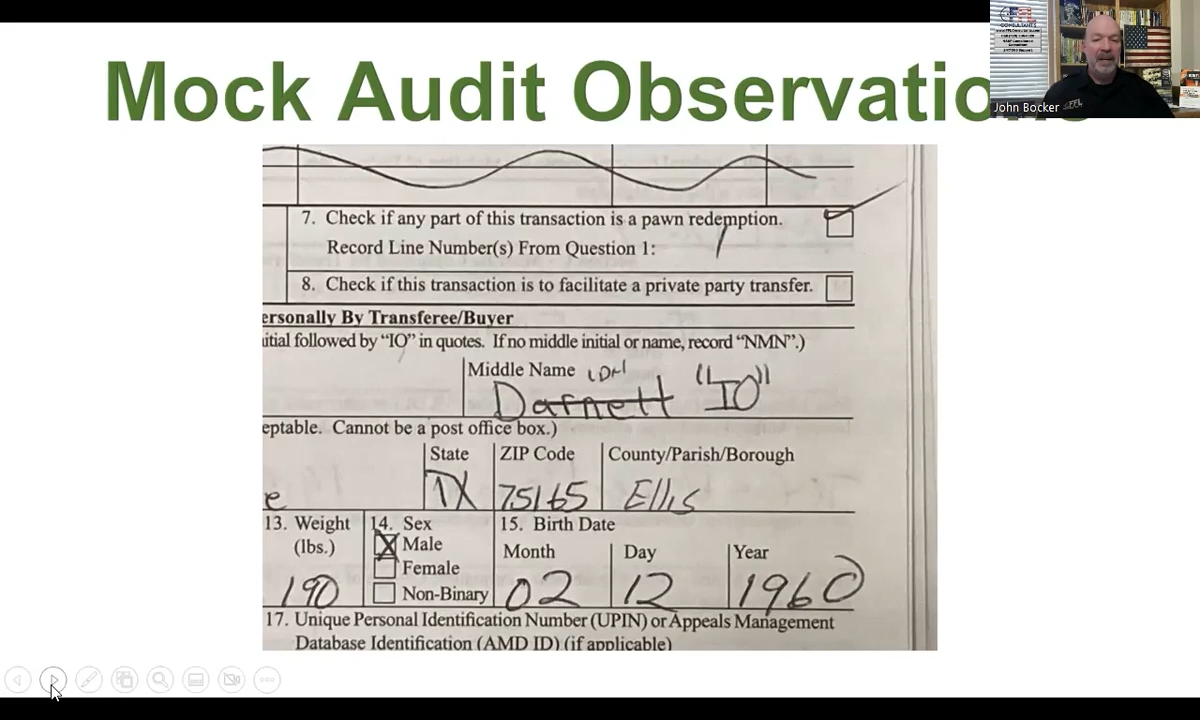 Mock Audit Observation
John Bocker
7. Check if any part of this transaction is a pawn redemption.
Record Line Number(s) From Question 1: 1
8. Check if this transaction is to facilitate a private party transfer.
ersonally By Transferee/Buyer
itial followed by “IO” in quotes. If no middle initial or name, record “NMN”.)
Middle Name
Darnett "IO"
eptable. Cannot be a post office box.)
State ZIP Code County/Parish/Borough
e TX 75165 Ellis
13. Weight 14. Sex 15. Birth Date
(lbs.) Male Month Day Year
Female
190 Non-Binary 02 12 1960
17. Unique Personal Identification Number (UPIN) or Appeals Management
Database Identification (AMD ID) (if applicable)